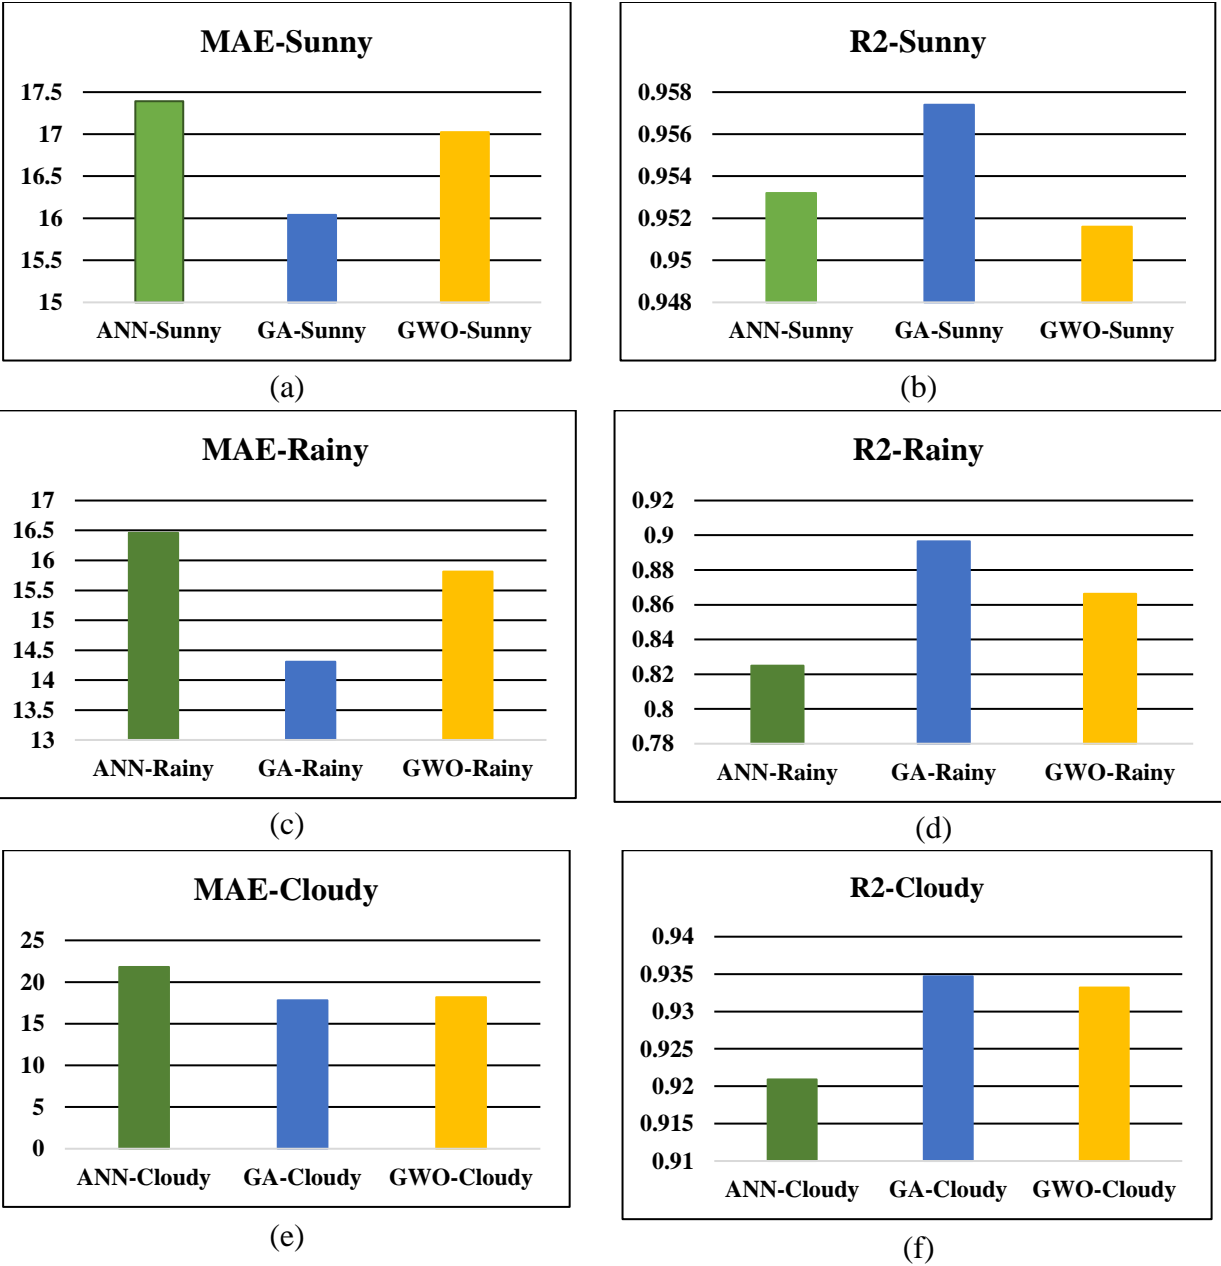 MAE-Sunny
17.5
17
16.5
16
15.5
15
ANN-Sunny GA-Sunny GWO-Sunny
(a)
R2-Sunny
0.958
0.956
0.954
0.952
0.95
0.948
ANN-Sunny GA-Sunny GWO-Sunny
(b)
MAE-Rainy
17
16.5
16
15.5
15
14.5
14
13.5
13
ANN-Rainy GA-Rainy GWO-Rainy
(c)
R2-Rainy
0.92
0.9
0.88
0.86
0.84
0.82
0.8
0.78
ANN-Rainy GA-Rainy GWO-Rainy
(d)
MAE-Cloudy
25
20
15
10
5
0
ANN-Cloudy GA-Cloudy GWO-Cloudy
(e)
R2-Cloudy
0.94
0.935
0.93
0.925
0.92
0.915
0.91
ANN-Cloudy GA-Cloudy GWO-Cloudy
(f)